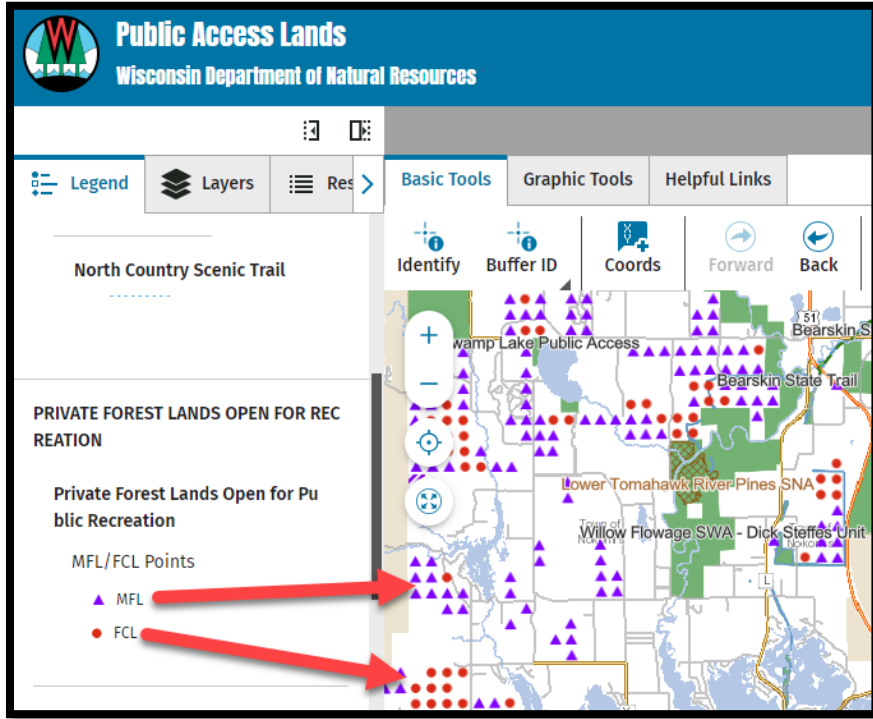 W
Public Access Lands
Wisconsin Department of Natural Resources
Legend
Layers
Res
Basic Tools
Graphic Tools
Helpful Links
Identify
Buffer ID
Coords
Forward
Back
North Country Scenic Trail
PRIVATE FOREST LANDS OPEN FOR REC
REATION
Private Forest Lands Open for Pu
blic Recreation
MFL/FCL Points
MFL
FCL
51
Bearskin S
wamp Lake Public Access
Bearskin State Trail
Lower Tomahawk River Pines SNA
Town of
Willow Flowage SWA - Dick Steffes Unit
L